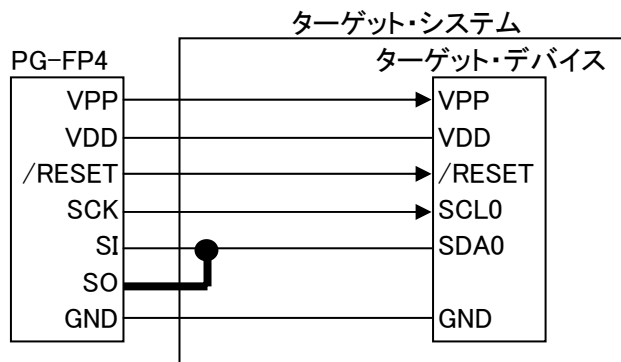 ターゲット・システム
PG-FP4
ターゲット・デバイス
VPP
VPP
VDD
VDD
/RESET
/RESET
SCK
SCL0
SI
SDA0
SO
GND
GND